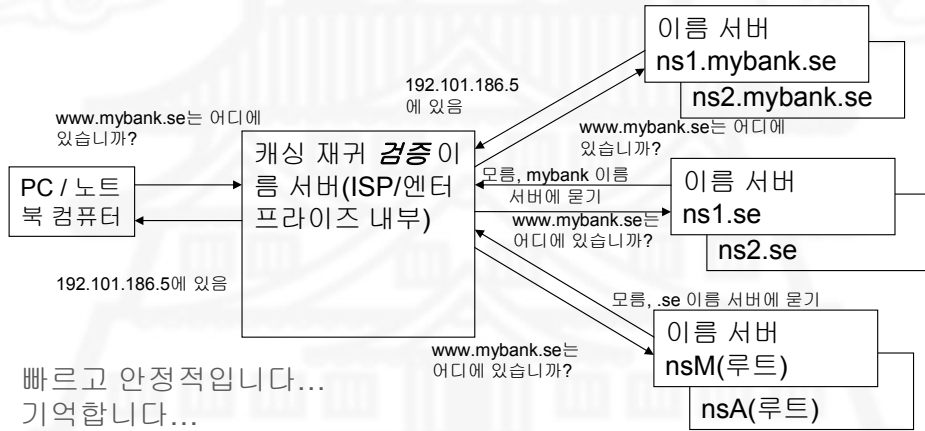 이름 서버
ns1.mybank.se
ns2.mybank.se
192.101.186.5
에 있음
www.mybank.se는 어디에
있습니까?
www.mybank.se는 어디에
있습니까?
캐싱 재귀 검증 이
름 서버(ISP/엔터
프라이즈 내부)
PC / 노트
북 컴퓨터
모름, mybank 이름
서버에 묻기
이름 서버
ns1.se
ns2.se
www.mybank.se는
어디에 있습니까?
192.101.186.5에 있음
모름, .se 이름 서버에 묻기
이름 서버
nsM(루트)
nsA(루트)
www.mybank.se는
어디에 있습니까?
빠르고 안정적입니다...
기억합니다...